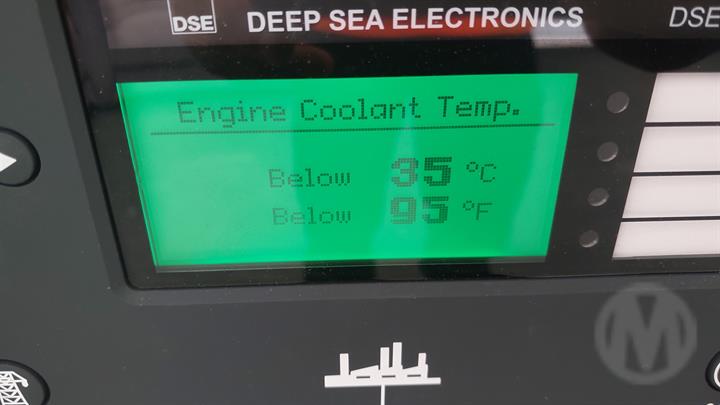 DSE DEEP SEA ELECTRONICS DSE
Engine Coolant Temp.
Below 35 °C
Below 95 °F
M